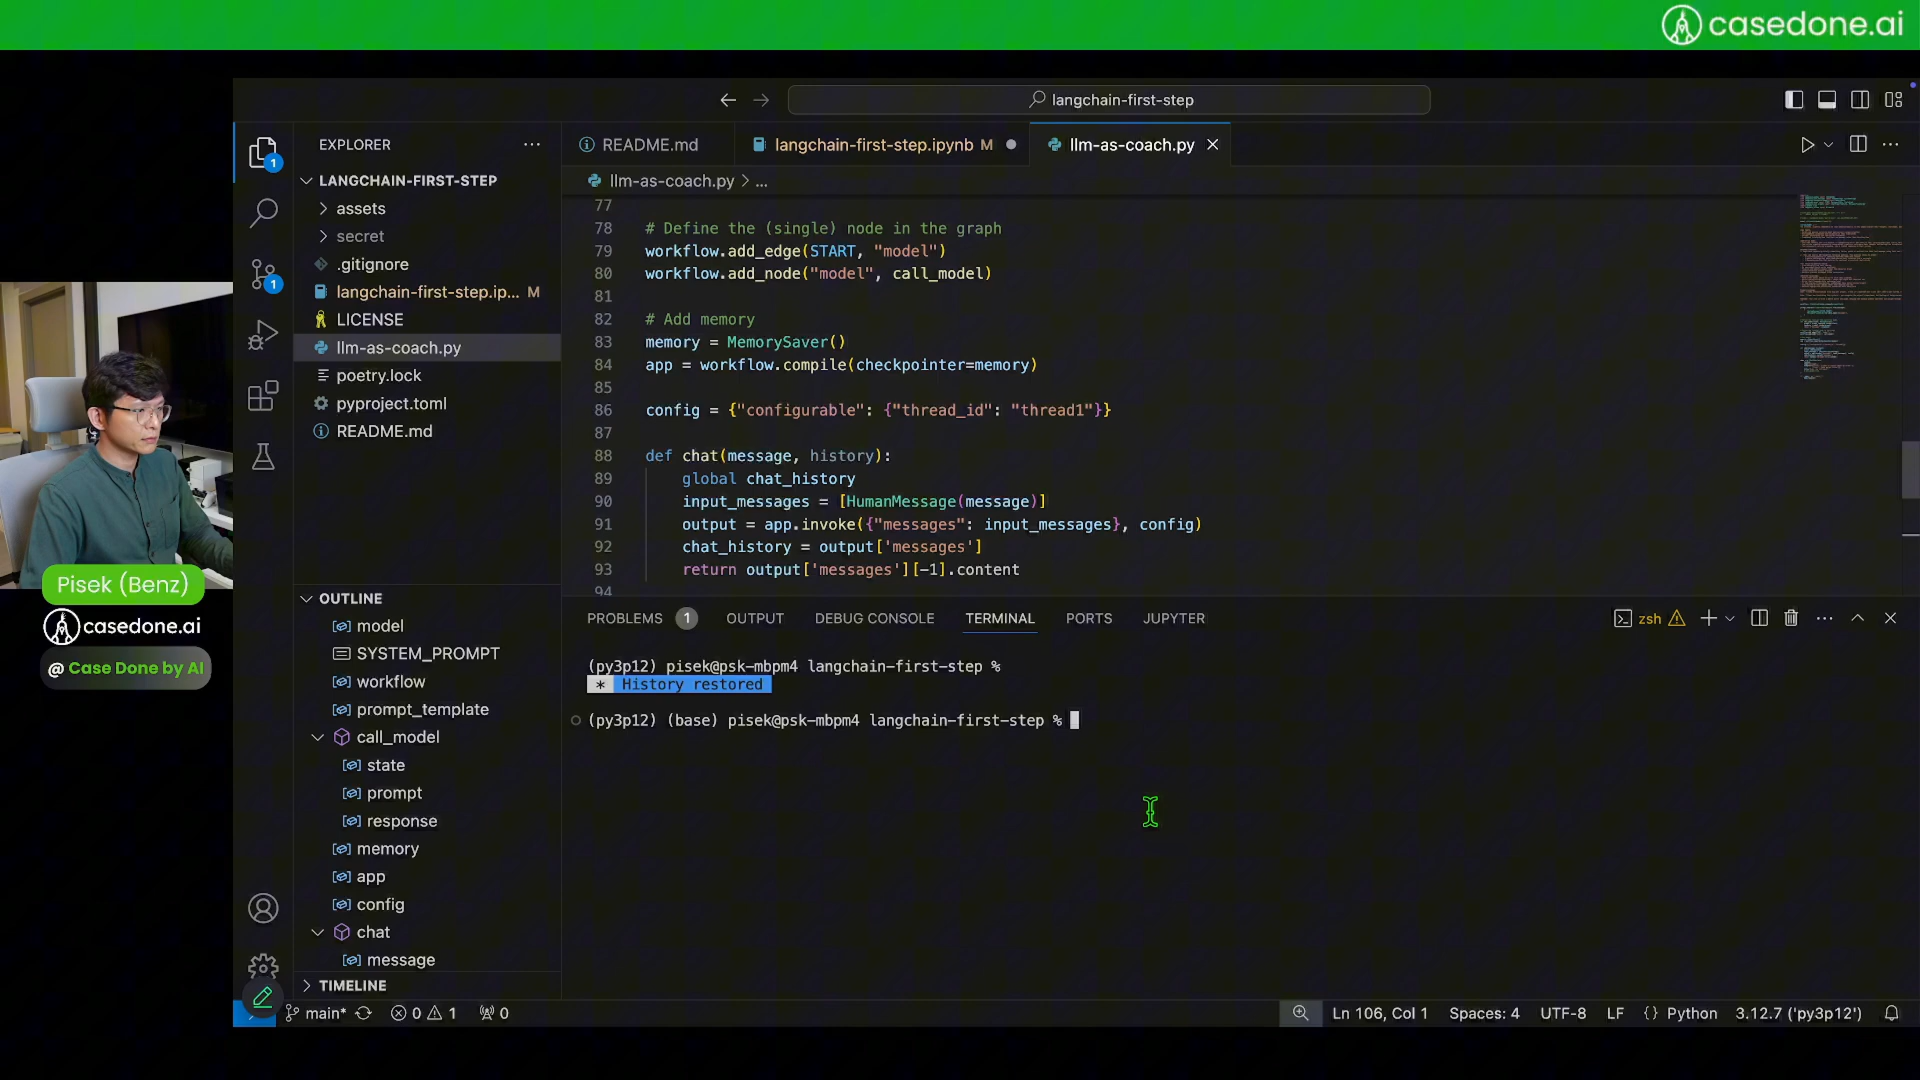 casedone.ai
langchain-first-step
EXPLORER
README.md
langchain-first-step.ipynb M
llm-as-coach.py
1
LANGCHAIN-FIRST-STEP
llm-as-coach.py > ...
assets
secret
.gitignore
langchain-first-step.ip... M
LICENSE
llm-as-coach.py
poetry.lock
pyproject.toml
README.md
1
77
78 # Define the (single) node in the graph
79 workflow.add_edge(START, "model")
80 workflow.add_node("model", call_model)
81
82 # Add memory
83 memory = MemorySaver()
84 app = workflow.compile(checkpointer=memory)
85
86 config = {"configurable": {"thread_id": "thread1"}}
87
88 def chat(message, history):
89 global chat_history
90 input_messages = [HumanMessage(message)]
91 output = app.invoke({"messages": input_messages}, config)
92 chat_history = output['messages']
93 return output['messages'][-1].content
94
Pisek (Benz)
casedone.ai
@ Case Done by AI
OUTLINE
model
SYSTEM_PROMPT
workflow
prompt_template
call_model
state
prompt
response
memory
app
config
chat
message
TIMELINE
PROBLEMS 1 OUTPUT DEBUG CONSOLE TERMINAL PORTS JUPYTER
zsh
(py3p12) pisek@psk-mbpm4 langchain-first-step %
* History restored
(py3p12) (base) pisek@psk-mbpm4 langchain-first-step %
main* 0 1 0
Ln 106, Col 1 Spaces: 4 UTF-8 LF {} Python 3.12.7 ('py3p12')